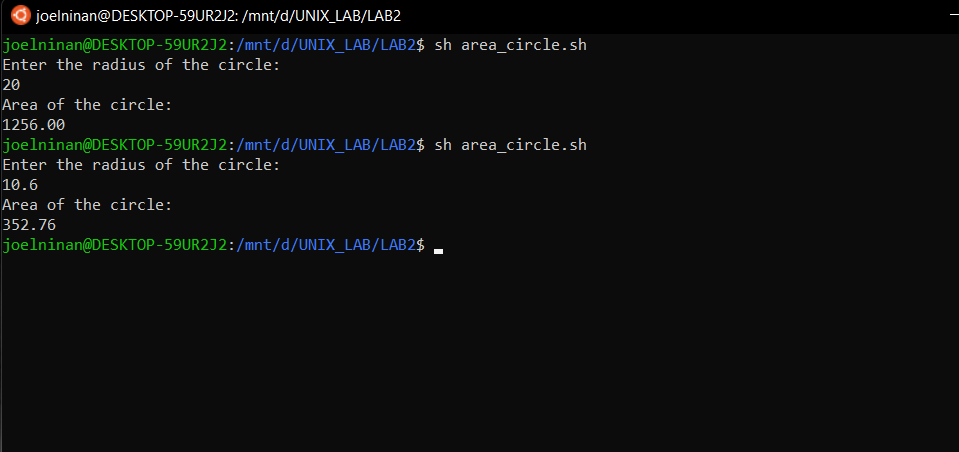 joelninan@DESKTOP-59UR2J2: /mnt/d/UNIX_LAB/LAB2
joelninan@DESKTOP-59UR2J2:/mnt/d/UNIX_LAB/LAB2$ sh area_circle.sh
Enter the radius of the circle:
20
Area of the circle:
1256.00
joelninan@DESKTOP-59UR2J2:/mnt/d/UNIX_LAB/LAB2$ sh area_circle.sh
Enter the radius of the circle:
10.6
Area of the circle:
352.76
joelninan@DESKTOP-59UR2J2:/mnt/d/UNIX_LAB/LAB2$